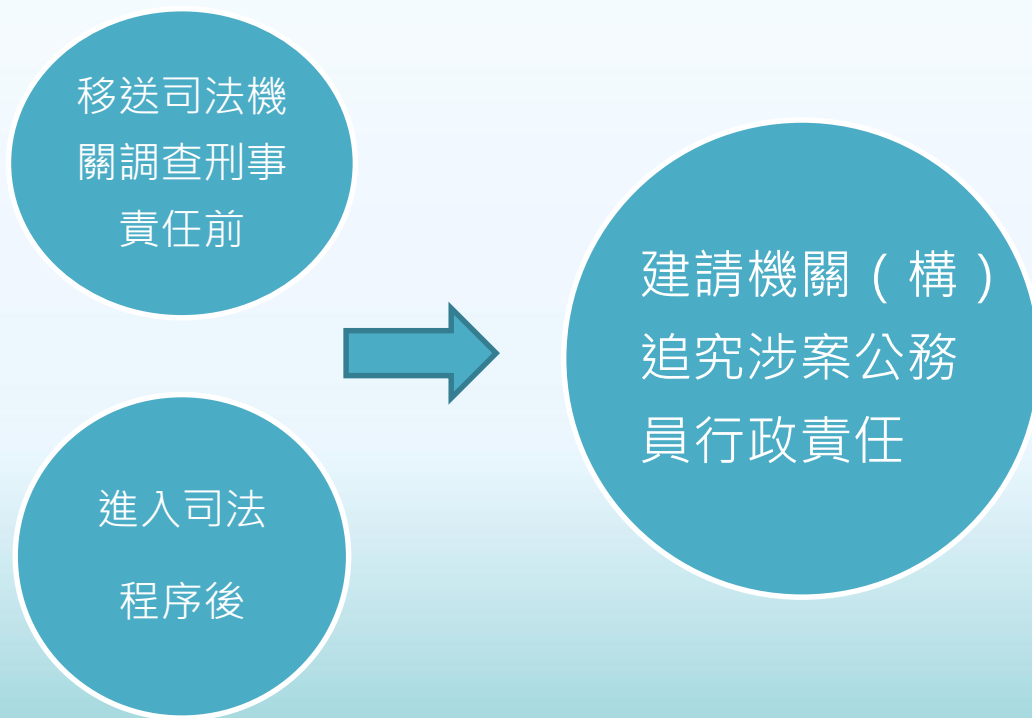 移送司法機
關調查刑事
責任前
進入司法
程序後
建請機關（構）
追究涉案公務
員行政責任